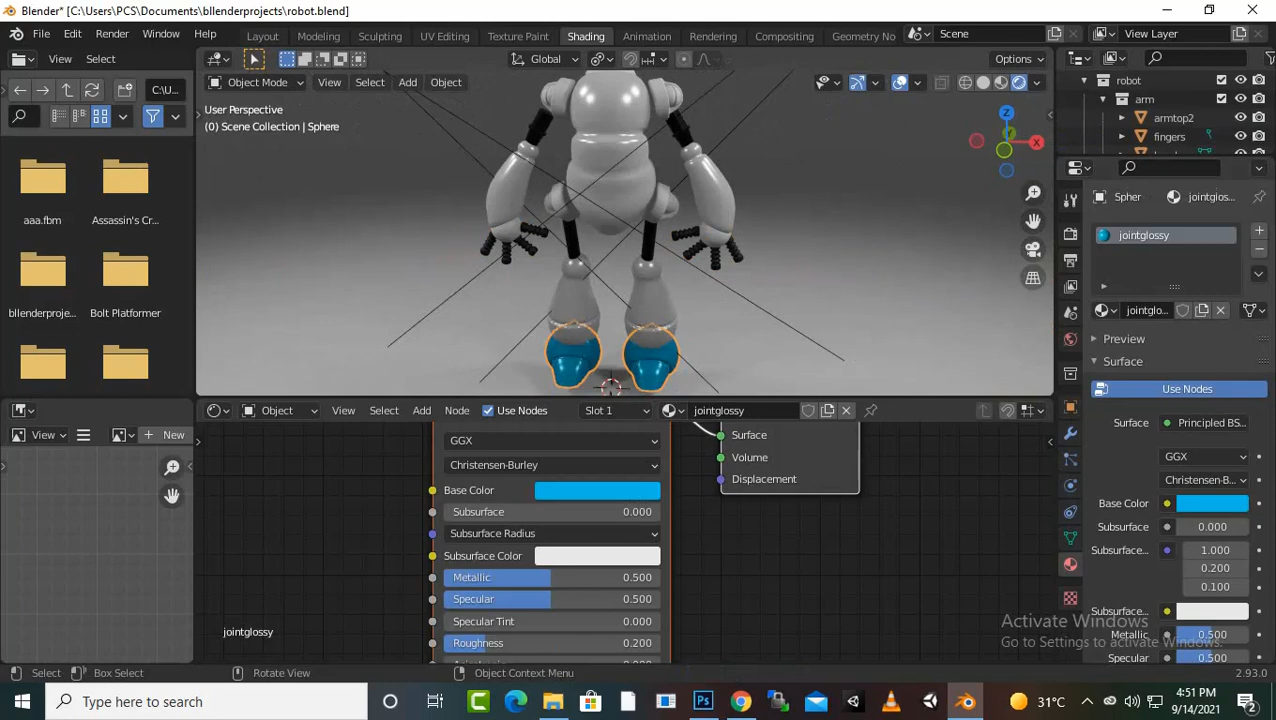 Blender* [C:\Users\PCS\Documents\bllenderprojects\robot.blend]
File Edit Render Window Help
Layout Modeling Sculpting UV Editing Texture Paint Shading Animation Rendering Compositing Geometry No
Scene View Layer
View Select
Global
Options
C:\U...
Object Mode View Select Add Object
User Perspective
(0) Scene Collection | Sphere
robot
arm
armtop2
fingers
Z
X
aaa.fbm Assassin's Cr...
bllenderproje... Bolt Platformer
Spher jointglos...
jointglossy
jointglo...
Preview
Surface
Use Nodes
Surface: Principled BS...
GGX
Christensen-B...
Base Color
Subsurface 0.000
Subsurface... 1.000
0.200
0.100
Subsurface...
Metallic 0.500
Specular 0.500
Object View Select Add Node Use Nodes Slot 1 jointglossy
View New
GGX
Christensen-Burley
Base Color
Subsurface 0.000
Subsurface Radius
Subsurface Color
Metallic 0.500
Specular 0.500
Specular Tint 0.000
Roughness 0.200
Surface
Volume
Displacement
jointglossy
Activate Windows
Go to Settings to activate Windows.
Select Box Select Rotate View Object Context Menu 2.93.0
Type here to search
31°C
4:51 PM
9/14/2021